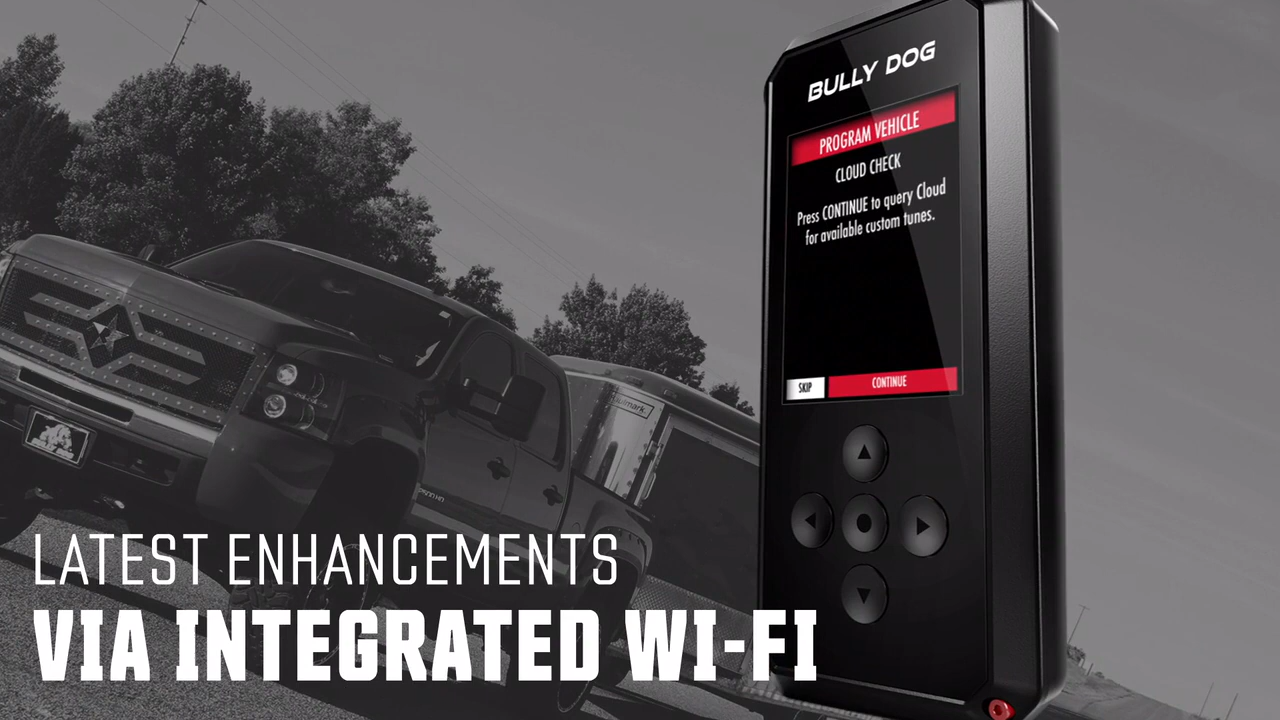 BULLY DOG
PROGRAM VEHICLE
CLOUD CHECK
Press CONTINUE to query Cloud
for available custom tunes.
SKIP
CONTINUE
LATEST ENHANCEMENTS
VIA INTEGRATED WI-FI